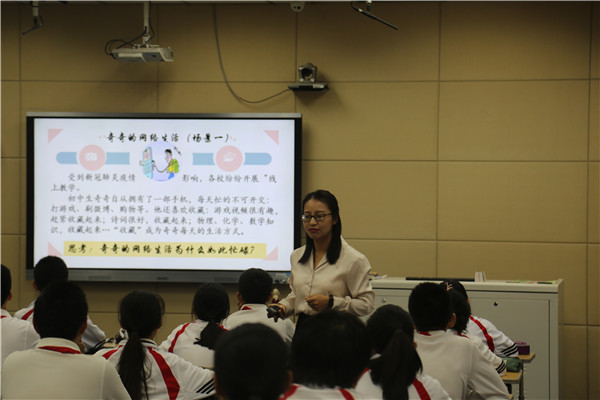 奇奇的网络生活（场景一）
受到新冠肺炎疫情影响，各校纷纷开展“线
上教学。
初中生奇奇自从拥有了一部手机，每天忙的不可开交：
打游戏、刷微博、购物等。他还喜欢收藏：游戏视频很有趣，
赶紧收藏起来；诗词很好，收藏起来；物理、化学、数学知
识，收藏起来…“收藏”成为奇奇每天的生活方式。
思考：奇奇的网络生活为什么如此忙碌？